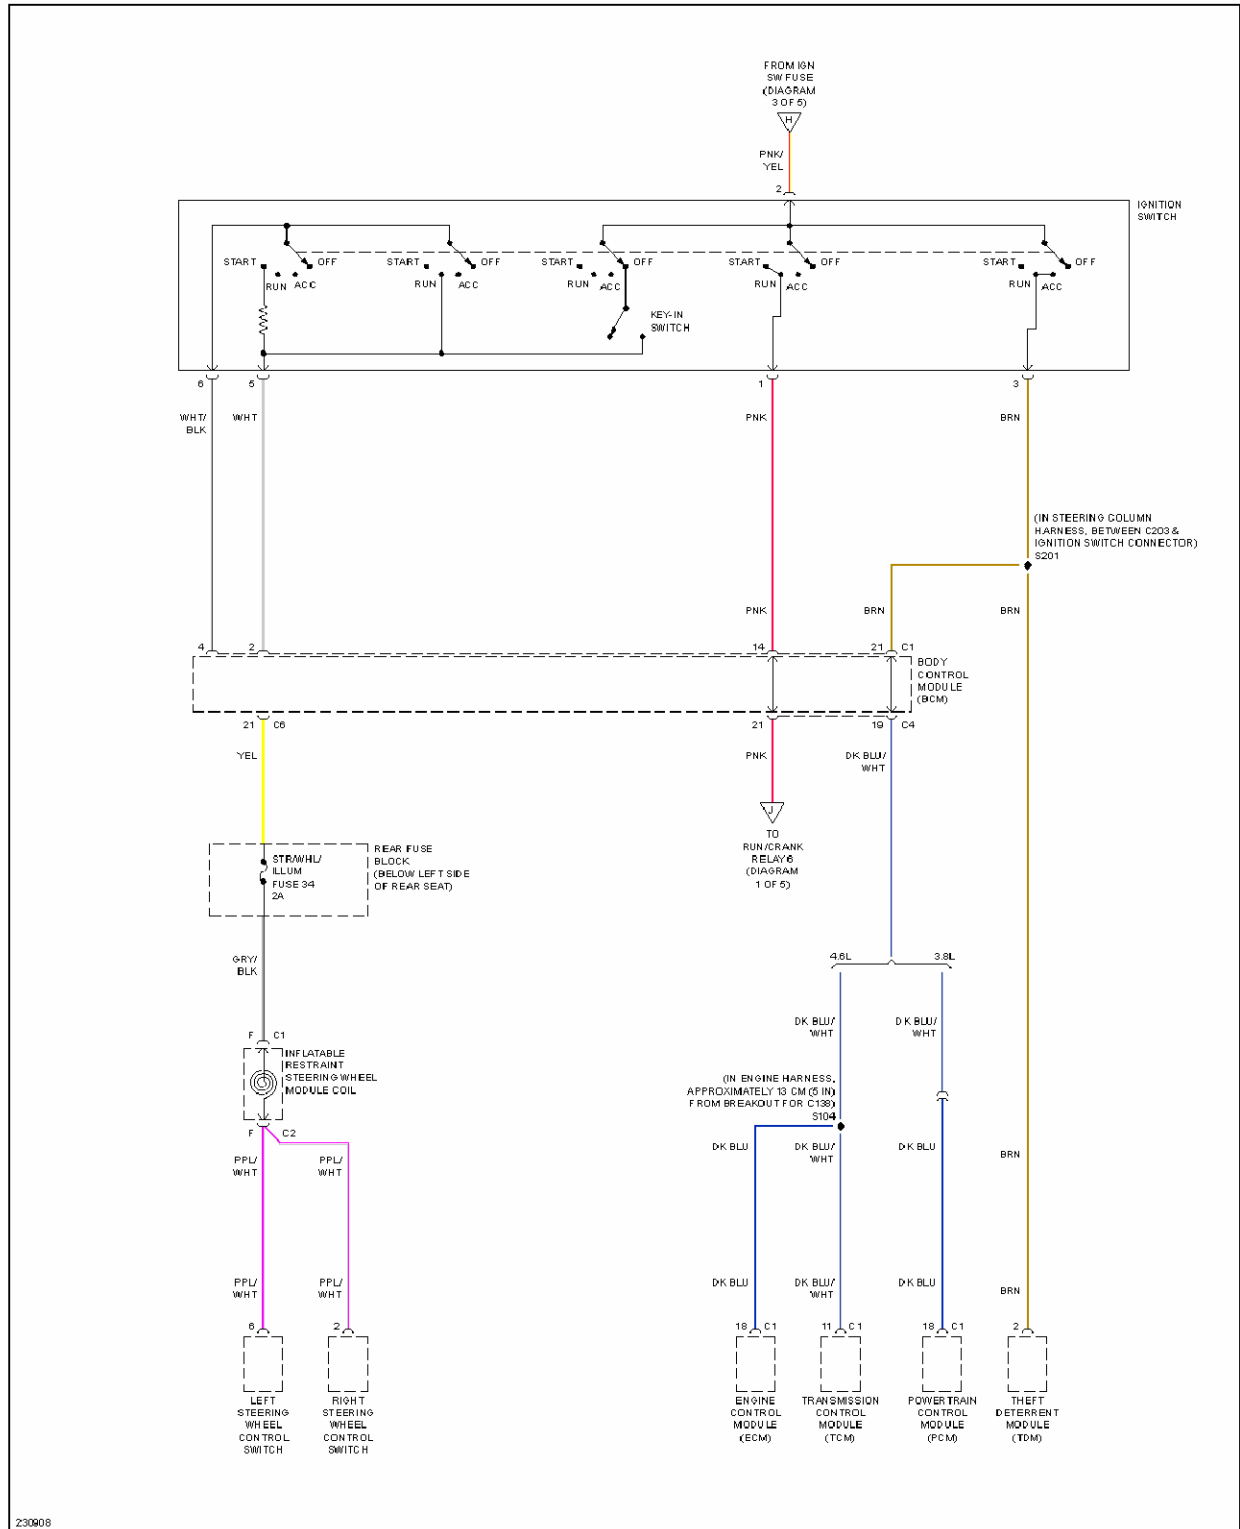 FROM IGN
SW FUSE
(DIAGRAM
3 OF 5)
H
PNK/
YEL
2
IGNITION
SWITCH
START
OFF
RUN
ACC
START
OFF
RUN
ACC
START
OFF
RUN
ACC
START
OFF
RUN
ACC
START
OFF
RUN
ACC
KEY-IN
SWITCH
6
5
1
3
WHT/
BLK
WHT
PNK
BRN
(IN STEERING COLUMN
HARNESS, BETWEEN C203 &
IGNITION SWITCH CONNECTOR)
S201
PNK
BRN
BRN
4
2
14
21
C1
BODY
CONTROL
MODULE
(BCM)
21
C6
21
19
C4
YEL
PNK
DK BLU/
WHT
J
TO
RUN/CRANK
RELAY 6
(DIAGRAM
1 OF 5)
STR/WHL/
ILLUM
FUSE 34
2A
REAR FUSE
BLOCK
(BELOW LEFT SIDE
OF REAR SEAT)
GRY/
BLK
4.6L
3.8L
DK BLU/
WHT
DK BLU/
WHT
F
C1
INFLATABLE
RESTRAINT
STEERING WHEEL
MODULE COIL
F
C2
(IN ENGINE HARNESS,
APPROXIMATELY 13 CM (5 IN)
FROM BREAKOUT FOR C138)
S104
PPL/
WHT
PPL/
WHT
DK BLU
DK BLU/
WHT
DK BLU
BRN
PPL/
WHT
PPL/
WHT
DK BLU
DK BLU/
WHT
DK BLU
BRN
6
2
18
C1
11
C1
18
C1
2
LEFT
STEERING
WHEEL
CONTROL
SWITCH
RIGHT
STEERING
WHEEL
CONTROL
SWITCH
ENGINE
CONTROL
MODULE
(ECM)
TRANSMISSION
CONTROL
MODULE
(TCM)
POWERTRAIN
CONTROL
MODULE
(PCM)
THEFT
DETERRENT
MODULE
(TDM)
230908